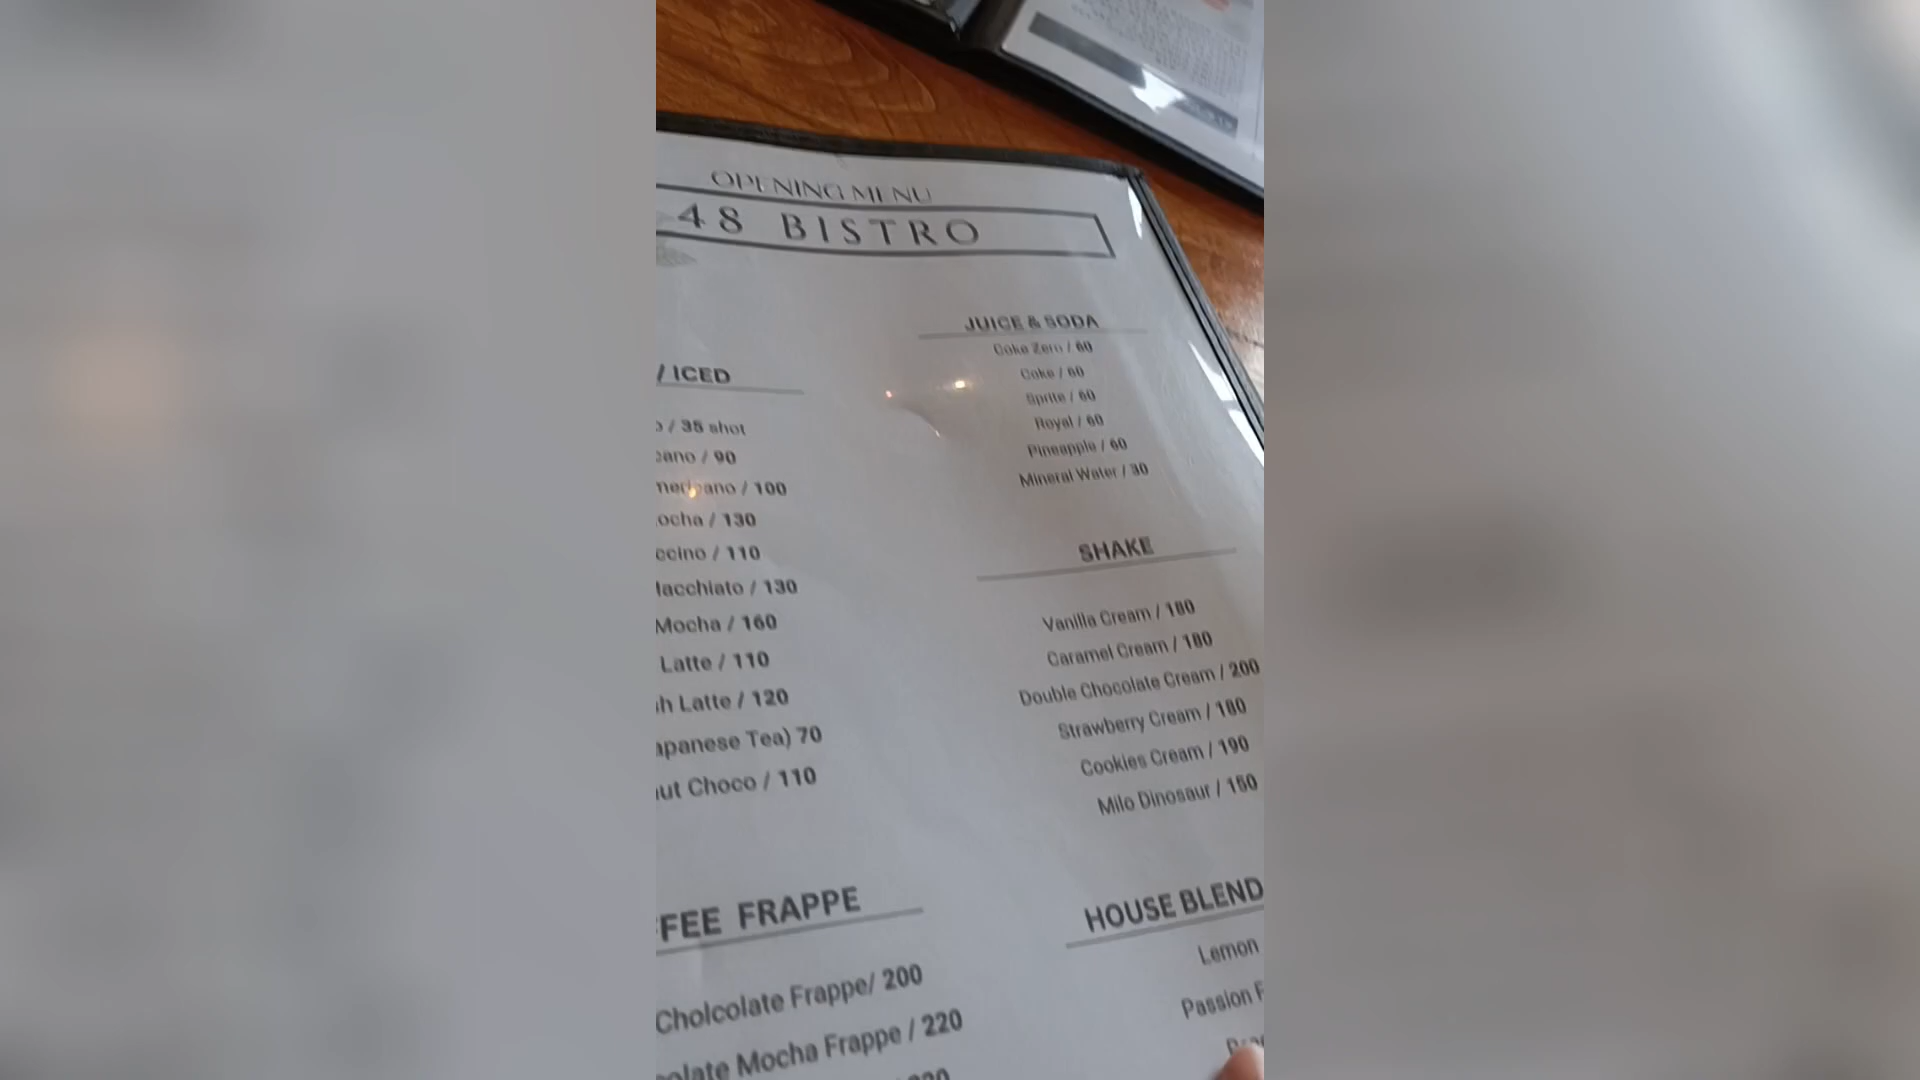 OPENING MENU
48 BISTRO
/ ICED
/ 35 shot
cano / 90
mericano / 100
ocha / 130
ccino / 110
acchiato / 130
Mocha / 160
Latte / 110
h Latte / 120
apanese Tea) 70
ut Choco / 110
FEE FRAPPE
Cholcolate Frappe/ 200
olate Mocha Frappe / 220
JUICE & SODA
Coke Zero / 60
Coke / 60
Sprite / 60
Royal / 60
Pineapple / 60
Mineral Water / 30
SHAKE
Vanilla Cream / 180
Caramel Cream / 180
Double Chocolate Cream / 200
Strawberry Cream / 180
Cookies Cream / 190
Milo Dinosaur / 150
HOUSE BLEND
Lemon
Passion F